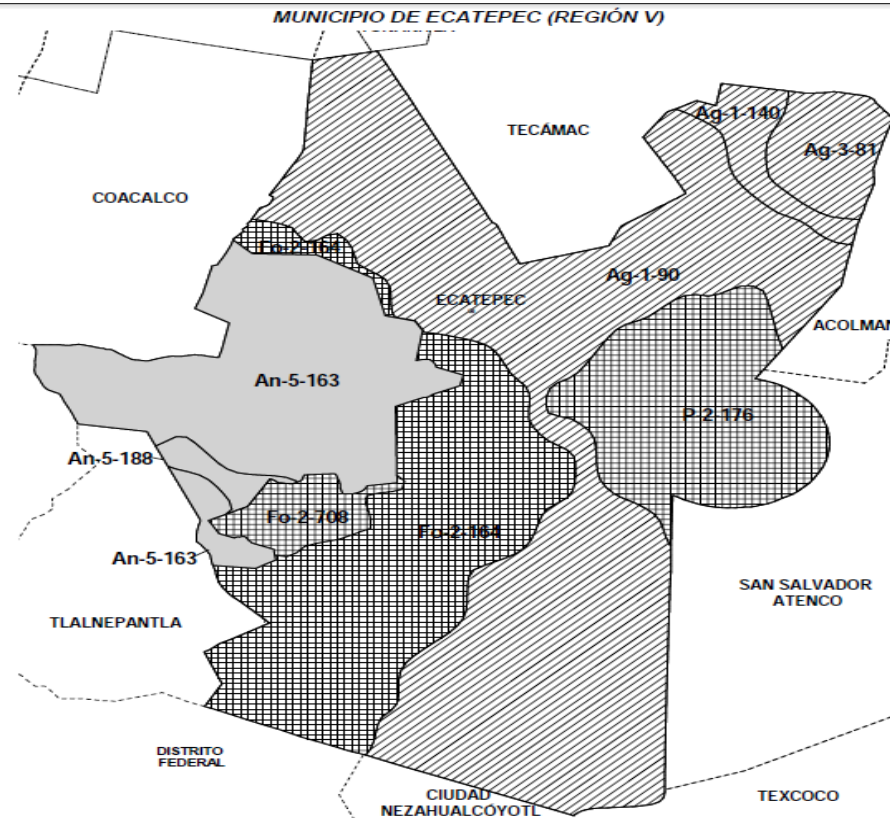 MUNICIPIO DE ECATEPEC (REGIÓN V)
TECÁMAC
Ag-1-140
Ag-3-81
COACALCO
Fo-2-164
Ag-1-90
ECATEPEC
ACOLMAN
An-5-163
P-2-176
An-5-188
Fo-2-708
Fo-2-164
An-5-163
SAN SALVADOR
ATENCO
TLALNEPANTLA
DISTRITO
FEDERAL
CIUDAD
NEZAHUALCÓYOTL
TEXCOCO